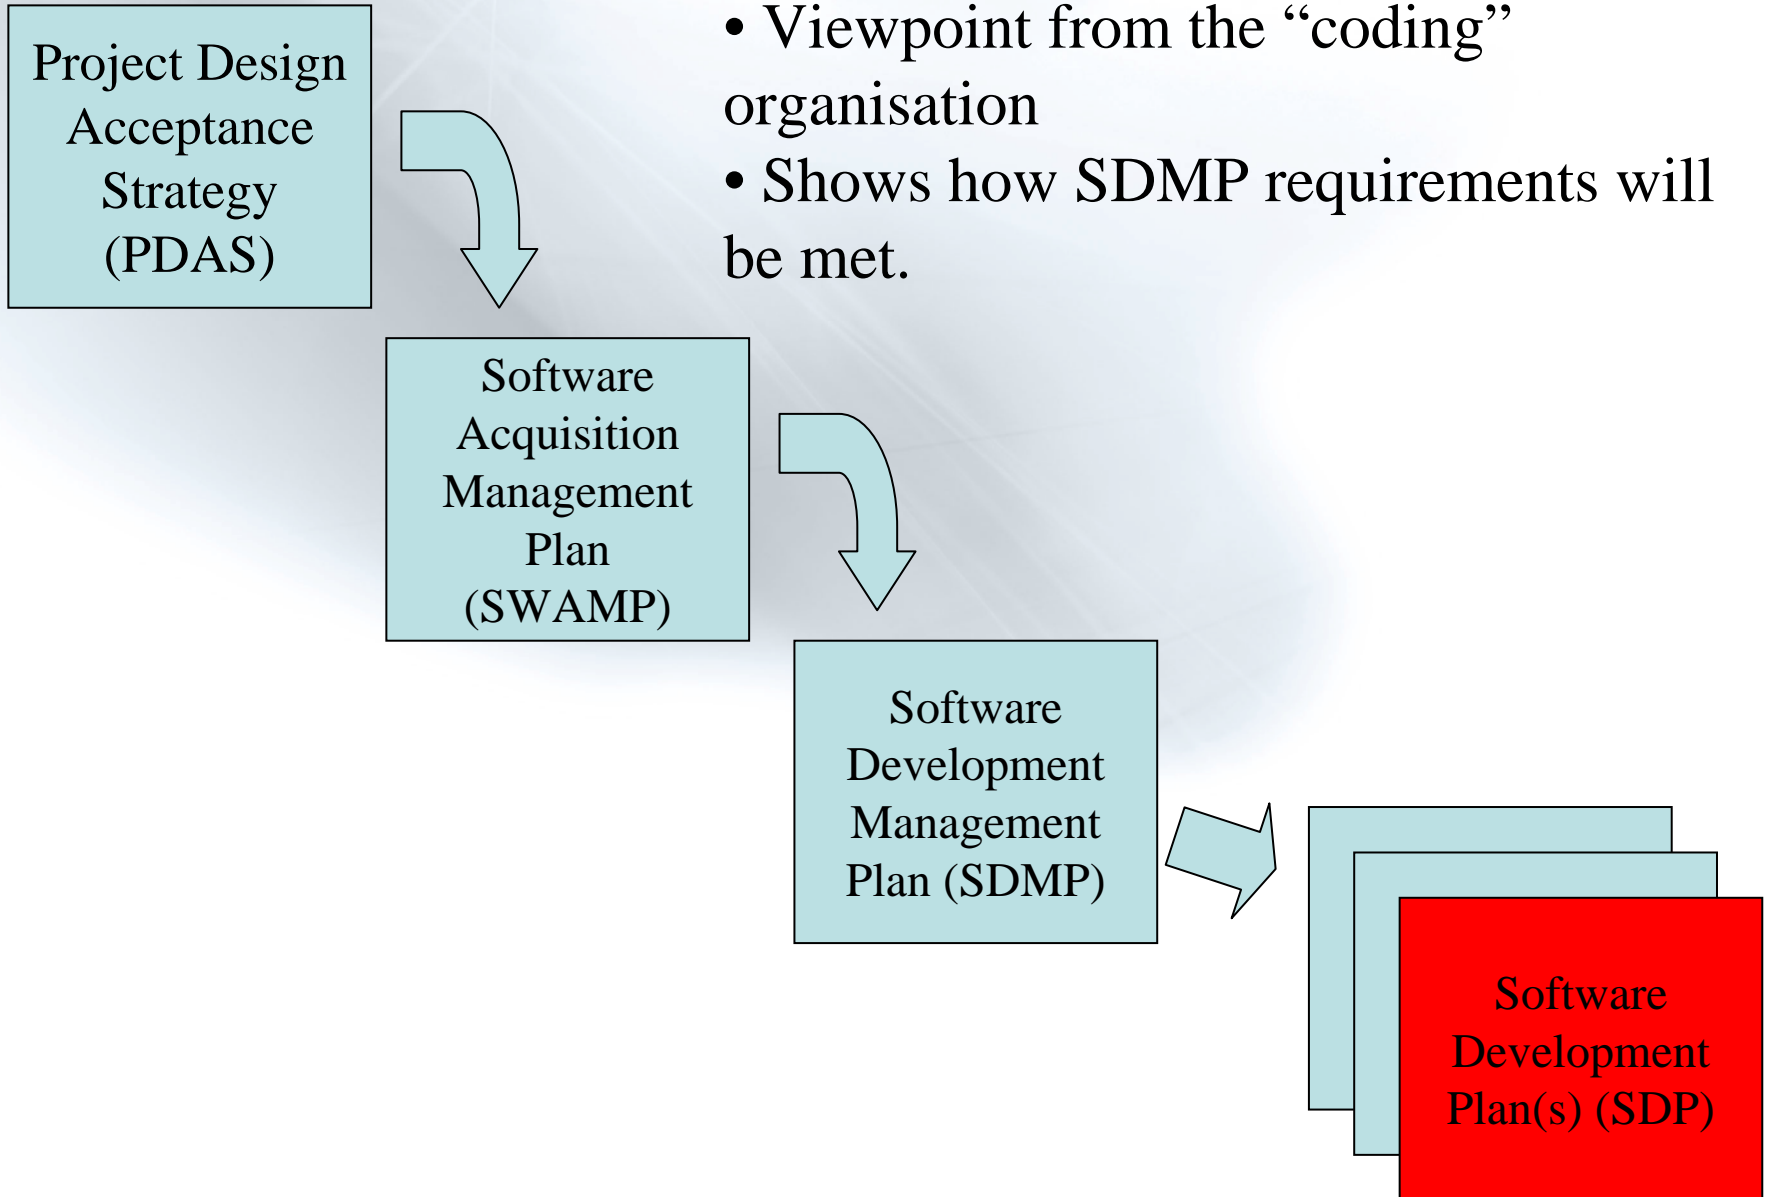 Project Design
Acceptance
Strategy
(PDAS)
• Viewpoint from the “coding”
organisation
• Shows how SDMP requirements will
be met.
Software
Acquisition
Management
Plan
(SWAMP)
Software
Development
Management
Plan (SDMP)
Software
Development
Plan(s) (SDP)